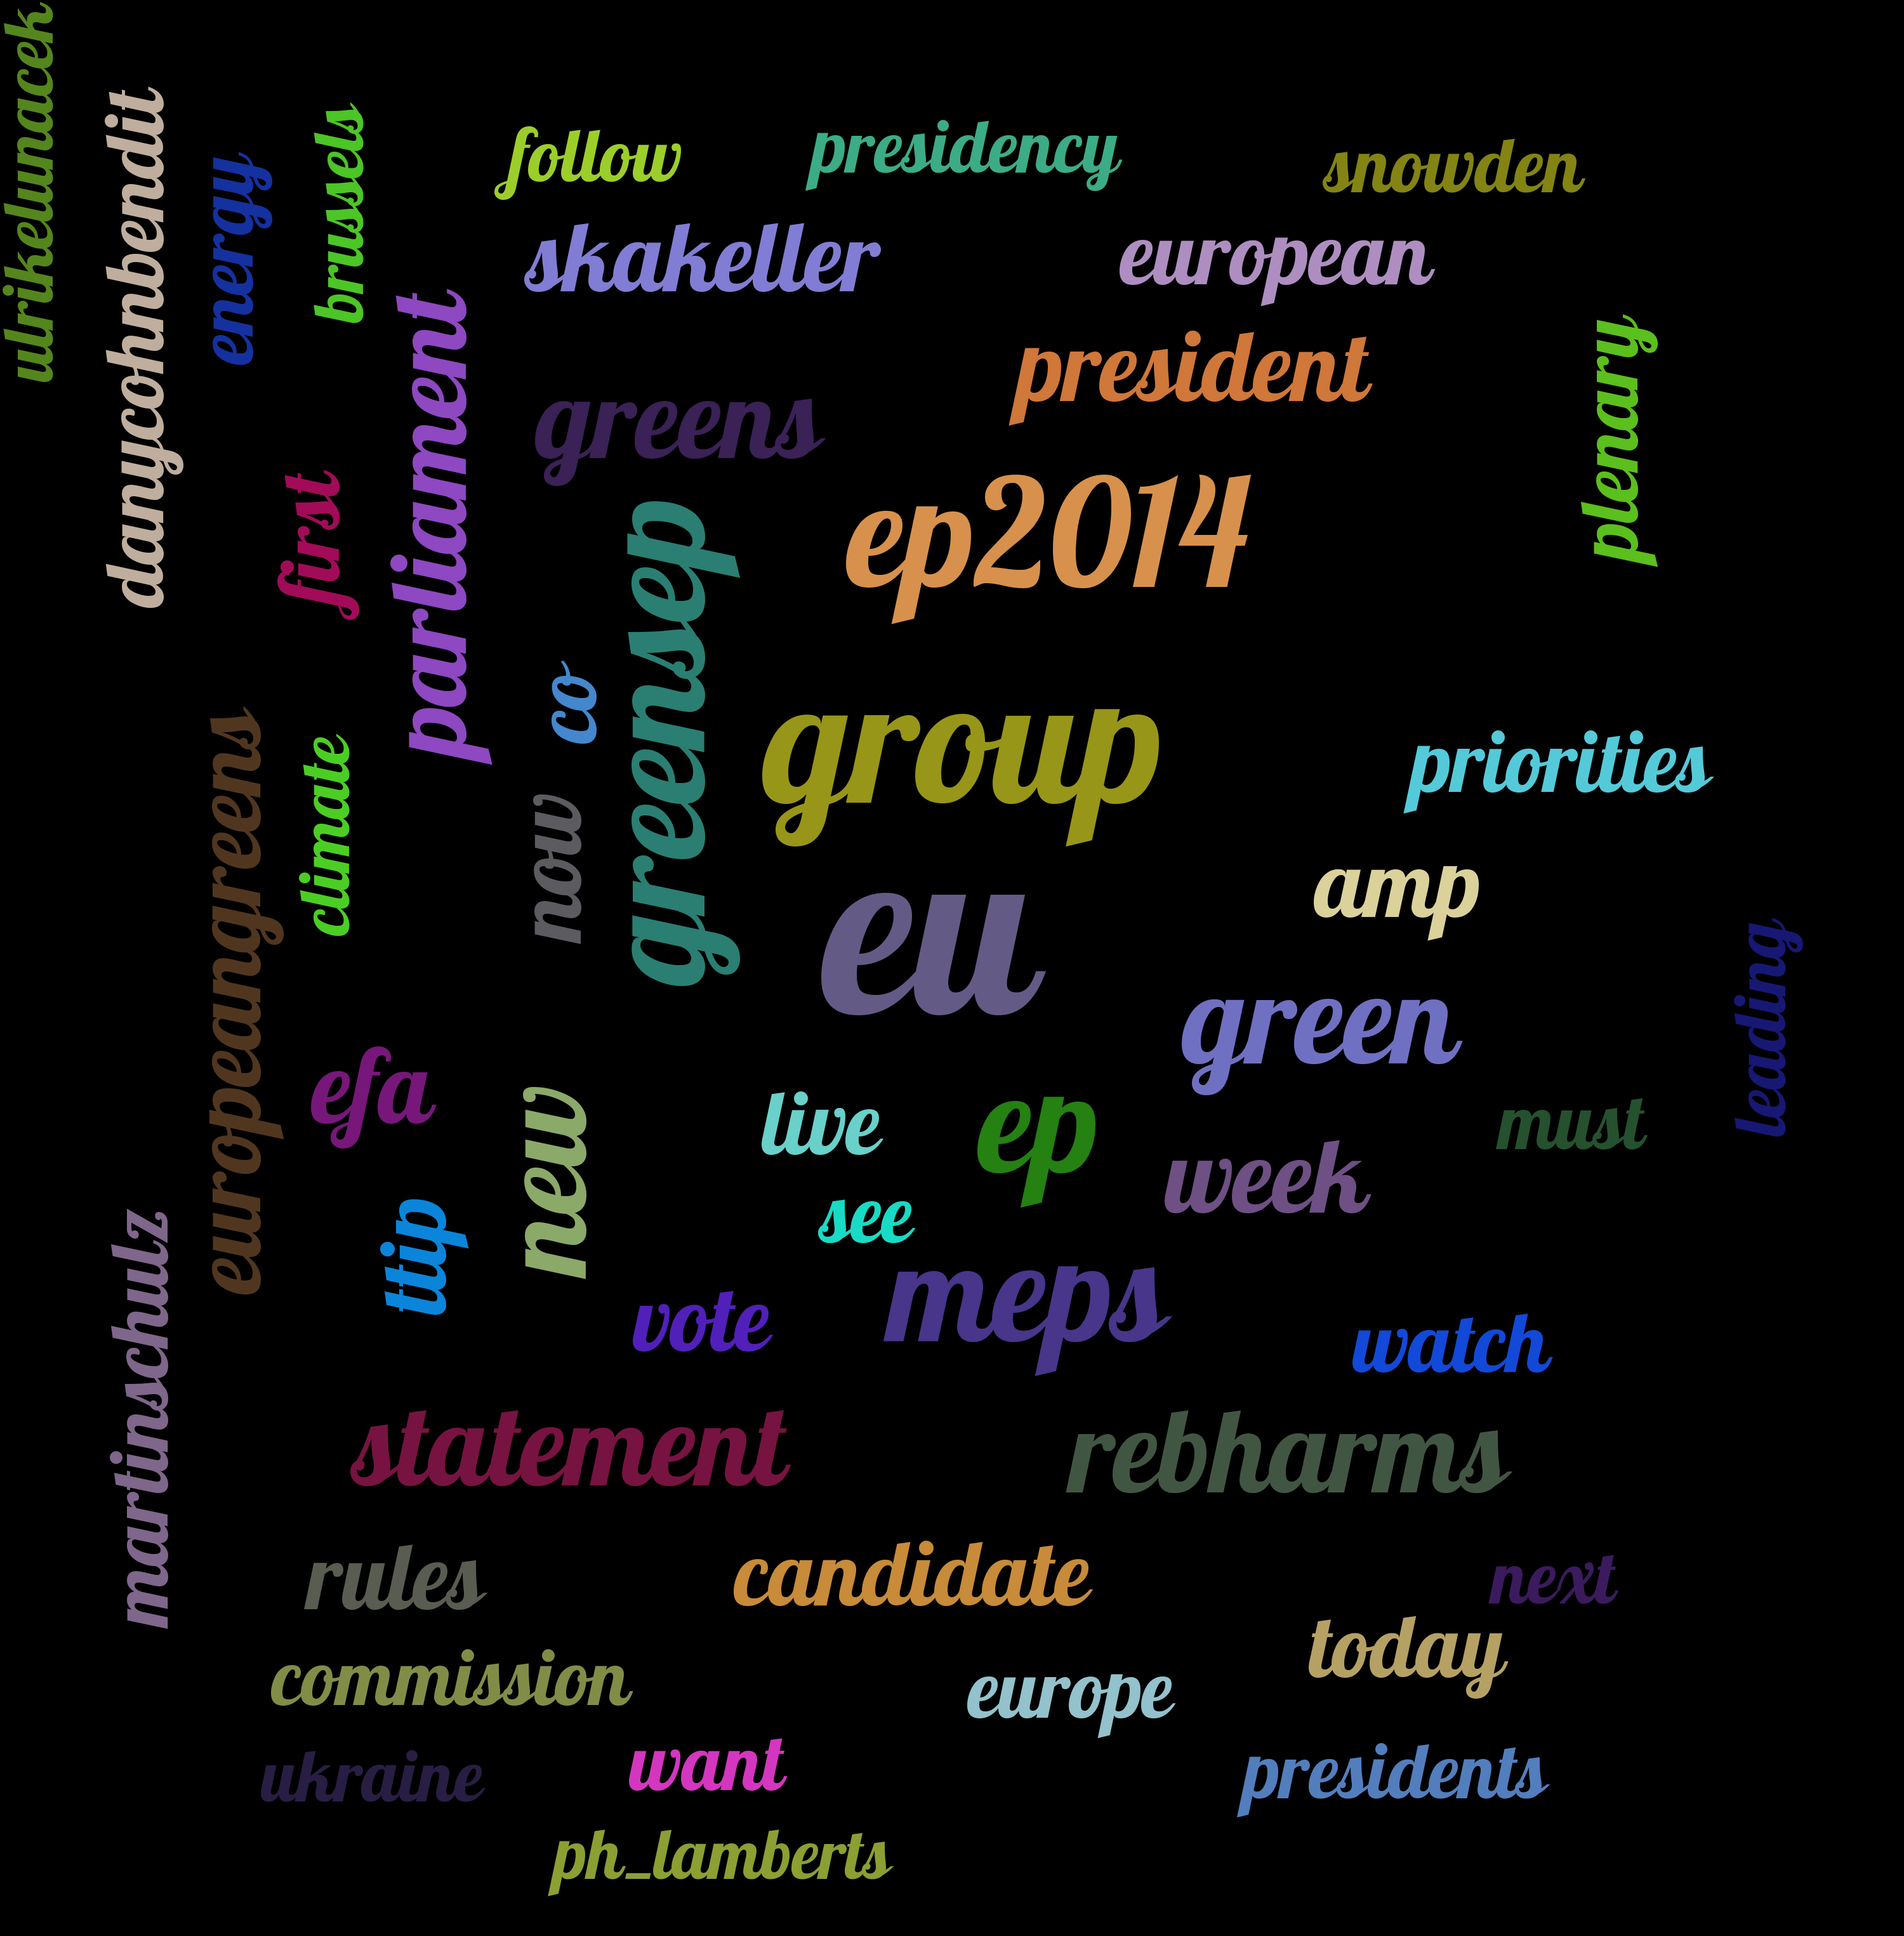 ulrikelunacek
danycohnbendit
energy
brussels
follow
presidency
snowden
skakeller
european
president
plenary
parliament
greens
first
ep2014
greensep
co
group
priorities
europeangreens
climate
now
amp
eu
leading
green
efa
new
live
ep
must
week
see
ttip
martinschulz
meps
vote
watch
statement
rebharms
rules
candidate
next
today
commission
europe
want
ukraine
presidents
ph_lamberts